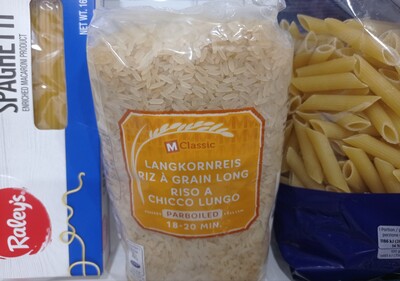 SPAGHETTI
ENRICHED MACARONI PRODUCT
NET WT. 16
Raley's
M Classic
LANGKORNREIS
RIZ À GRAIN LONG
RISO A
CHICCO LUNGO
PARBOILED
18-20 MIN.